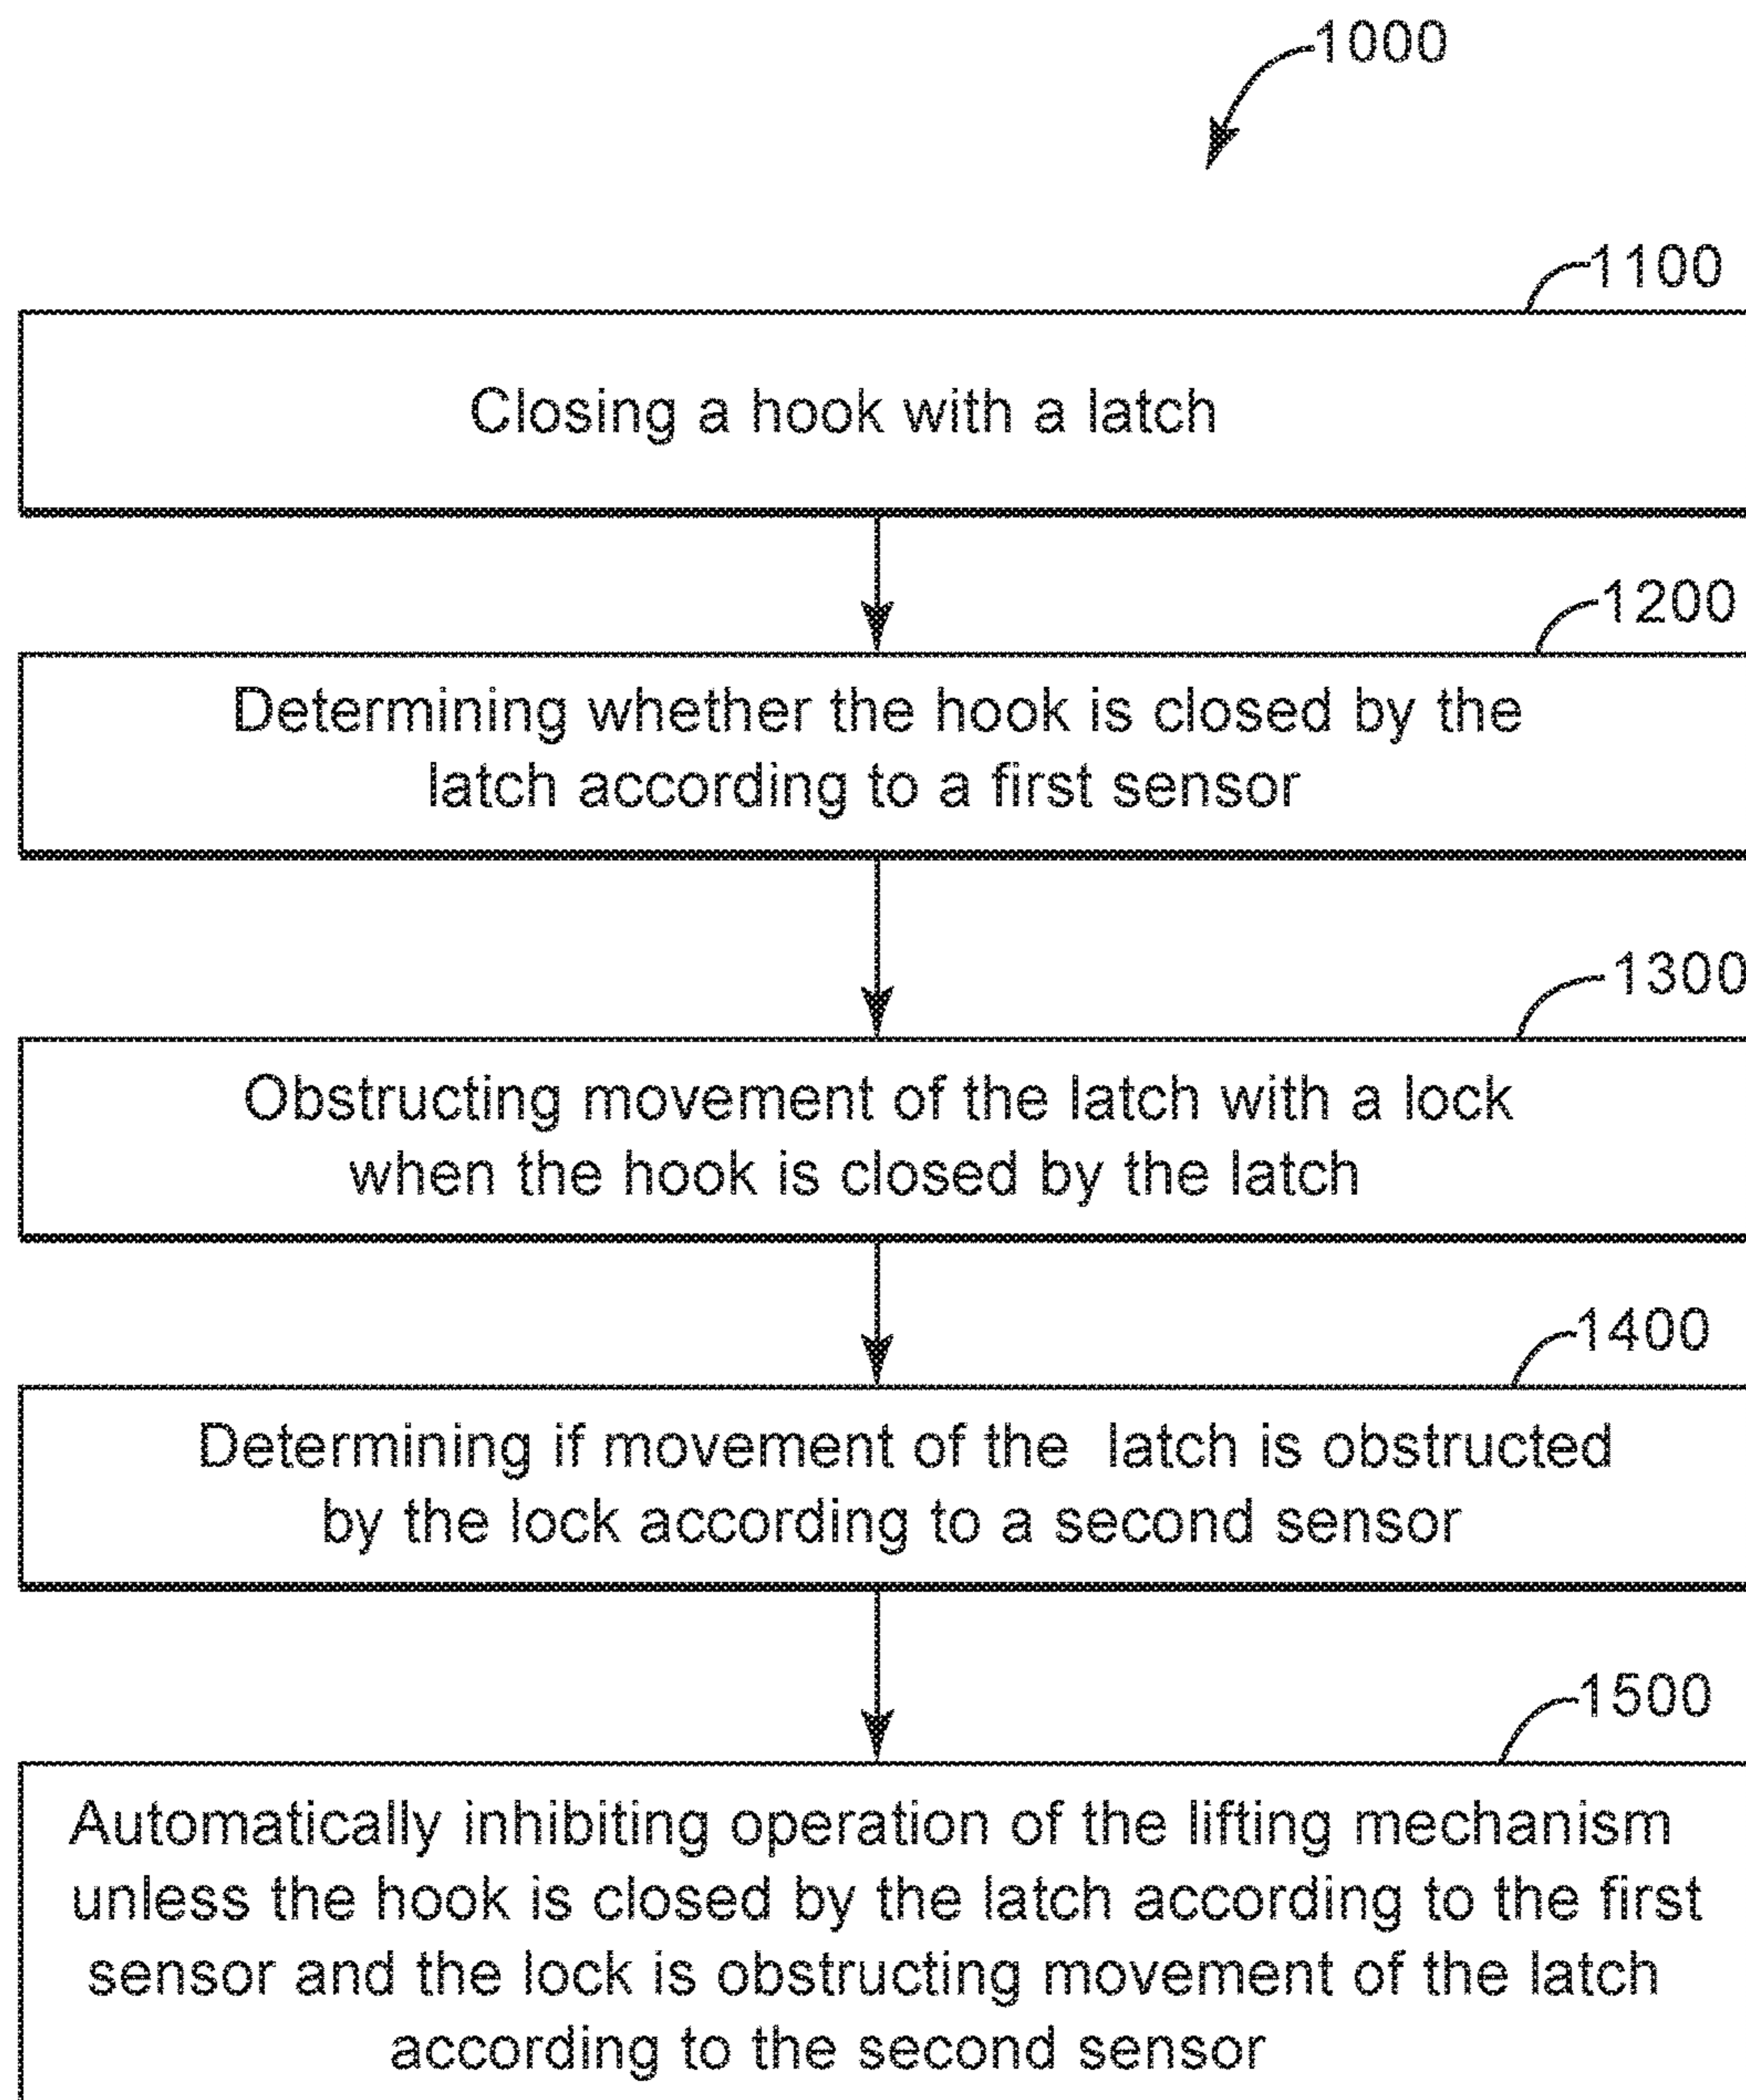 1000
1100
Closing a hook with a latch
1200
Determining whether the hook is closed by the
latch according to a first sensor
1300
Obstructing movement of the latch with a lock
when the hook is closed by the latch
1400
Determining if movement of the latch is obstructed
by the lock according to a second sensor
1500
Automatically inhibiting operation of the lifting mechanism
unless the hook is closed by the latch according to the first
sensor and the lock is obstructing movement of the latch
according to the second sensor